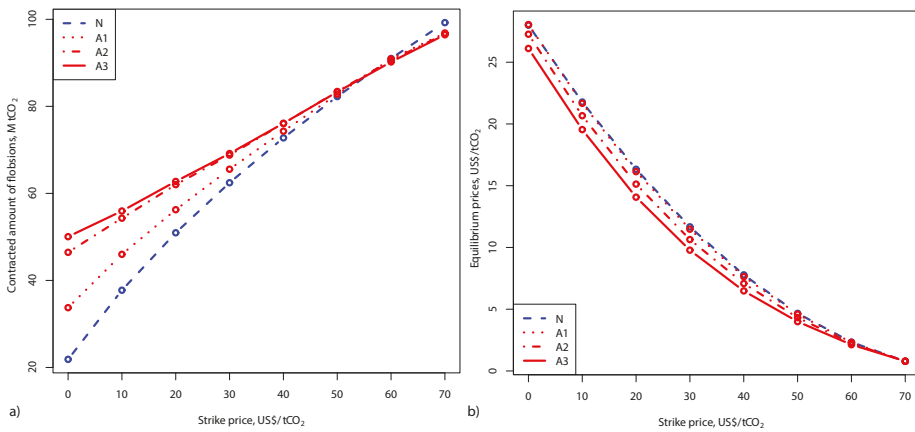 Contracted amount of flobsions, M tCO₂
100
80
60
40
20
N
A1
A2
A3
0 10 20 30 40 50 60 70
Strike price, US$/tCO₂
a)
Equilibrium prices, US$/tCO₂
25
20
15
10
5
0
N
A1
A2
A3
0 10 20 30 40 50 60 70
Strike price, US$/tCO₂
b)